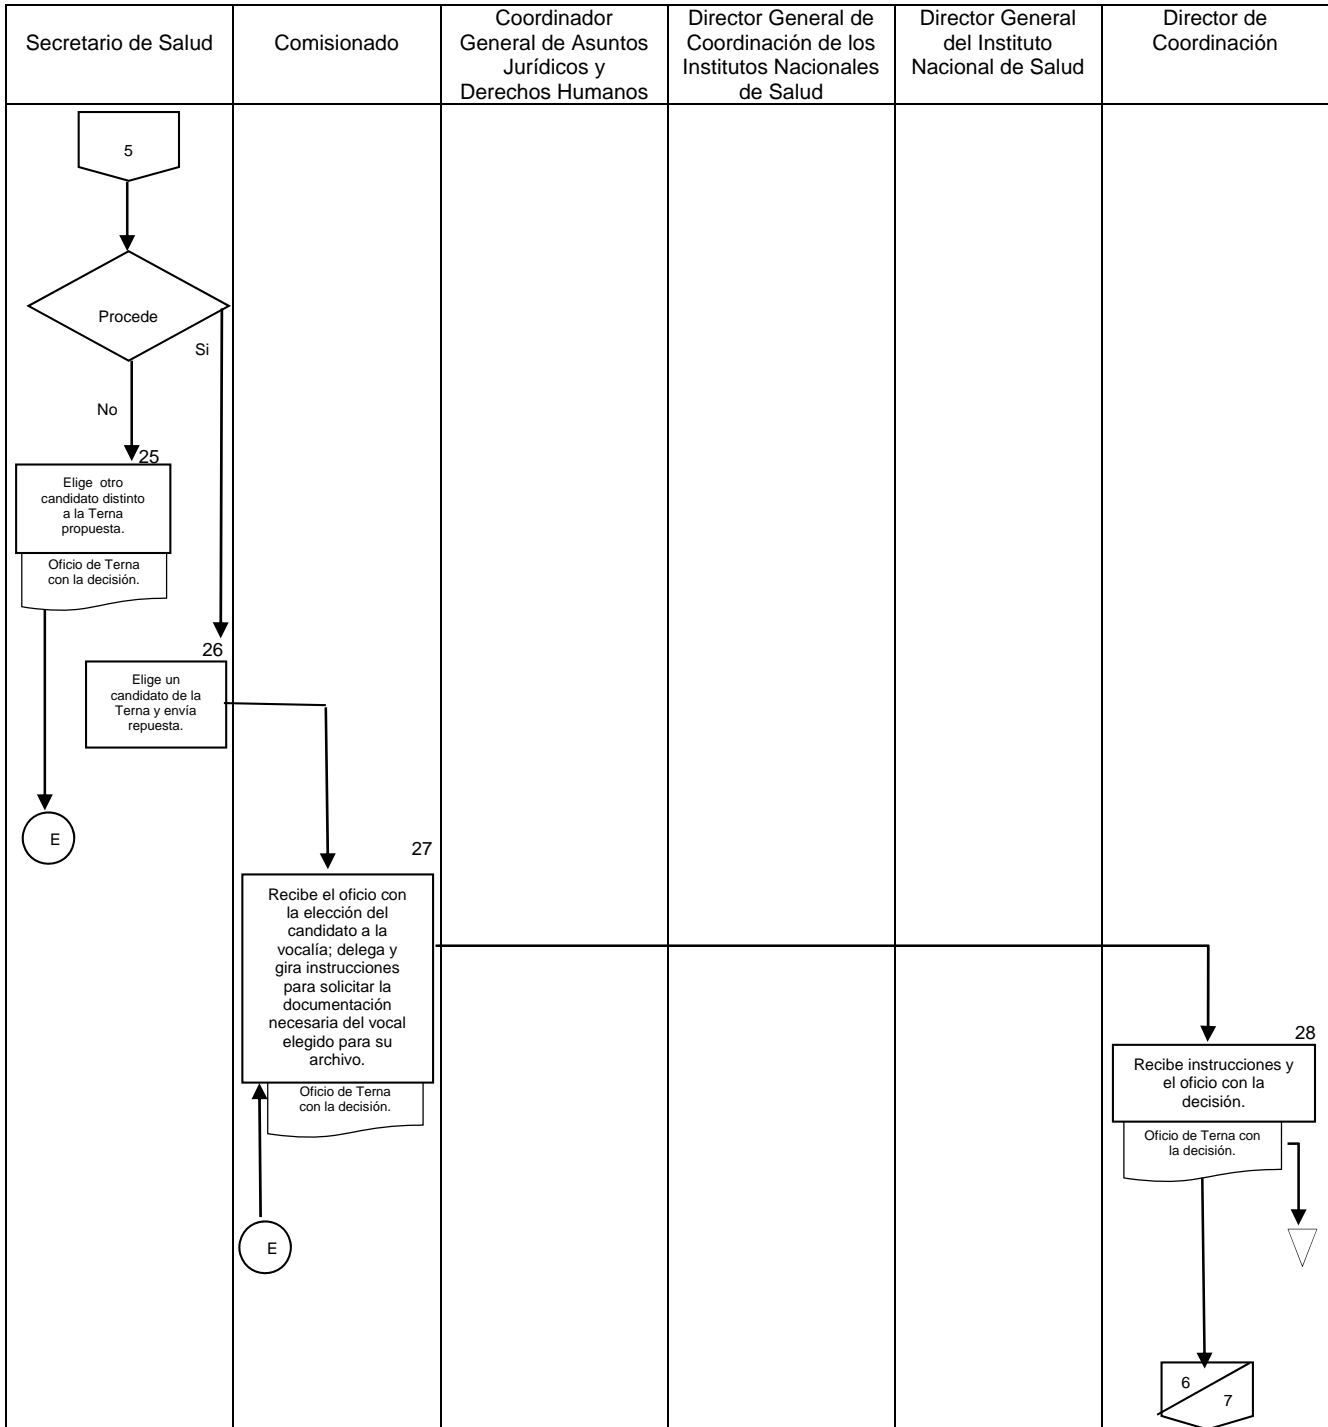 Secretario de Salud
Comisionado
Coordinador
General de Asuntos
Jurídicos y
Derechos Humanos
Director General de
Coordinación de los
Institutos Nacionales
de Salud
Director General
del Instituto
Nacional de Salud
Director de
Coordinación
5
Procede
Si
No
25
Elige otro
candidato distinto
a la Terna
propuesta.
Oficio de Terna
con la decisión.
26
Elige un
candidato de la
Terna y envía
repuesta.
E
27
Recibe el oficio con
la elección del
candidato a la
vocalía; delega y
gira instrucciones
para solicitar la
documentación
necesaria del vocal
elegido para su
archivo.
Oficio de Terna
con la decisión.
E
28
Recibe instrucciones y
el oficio con la
decisión.
Oficio de Terna con
la decisión.
6
7